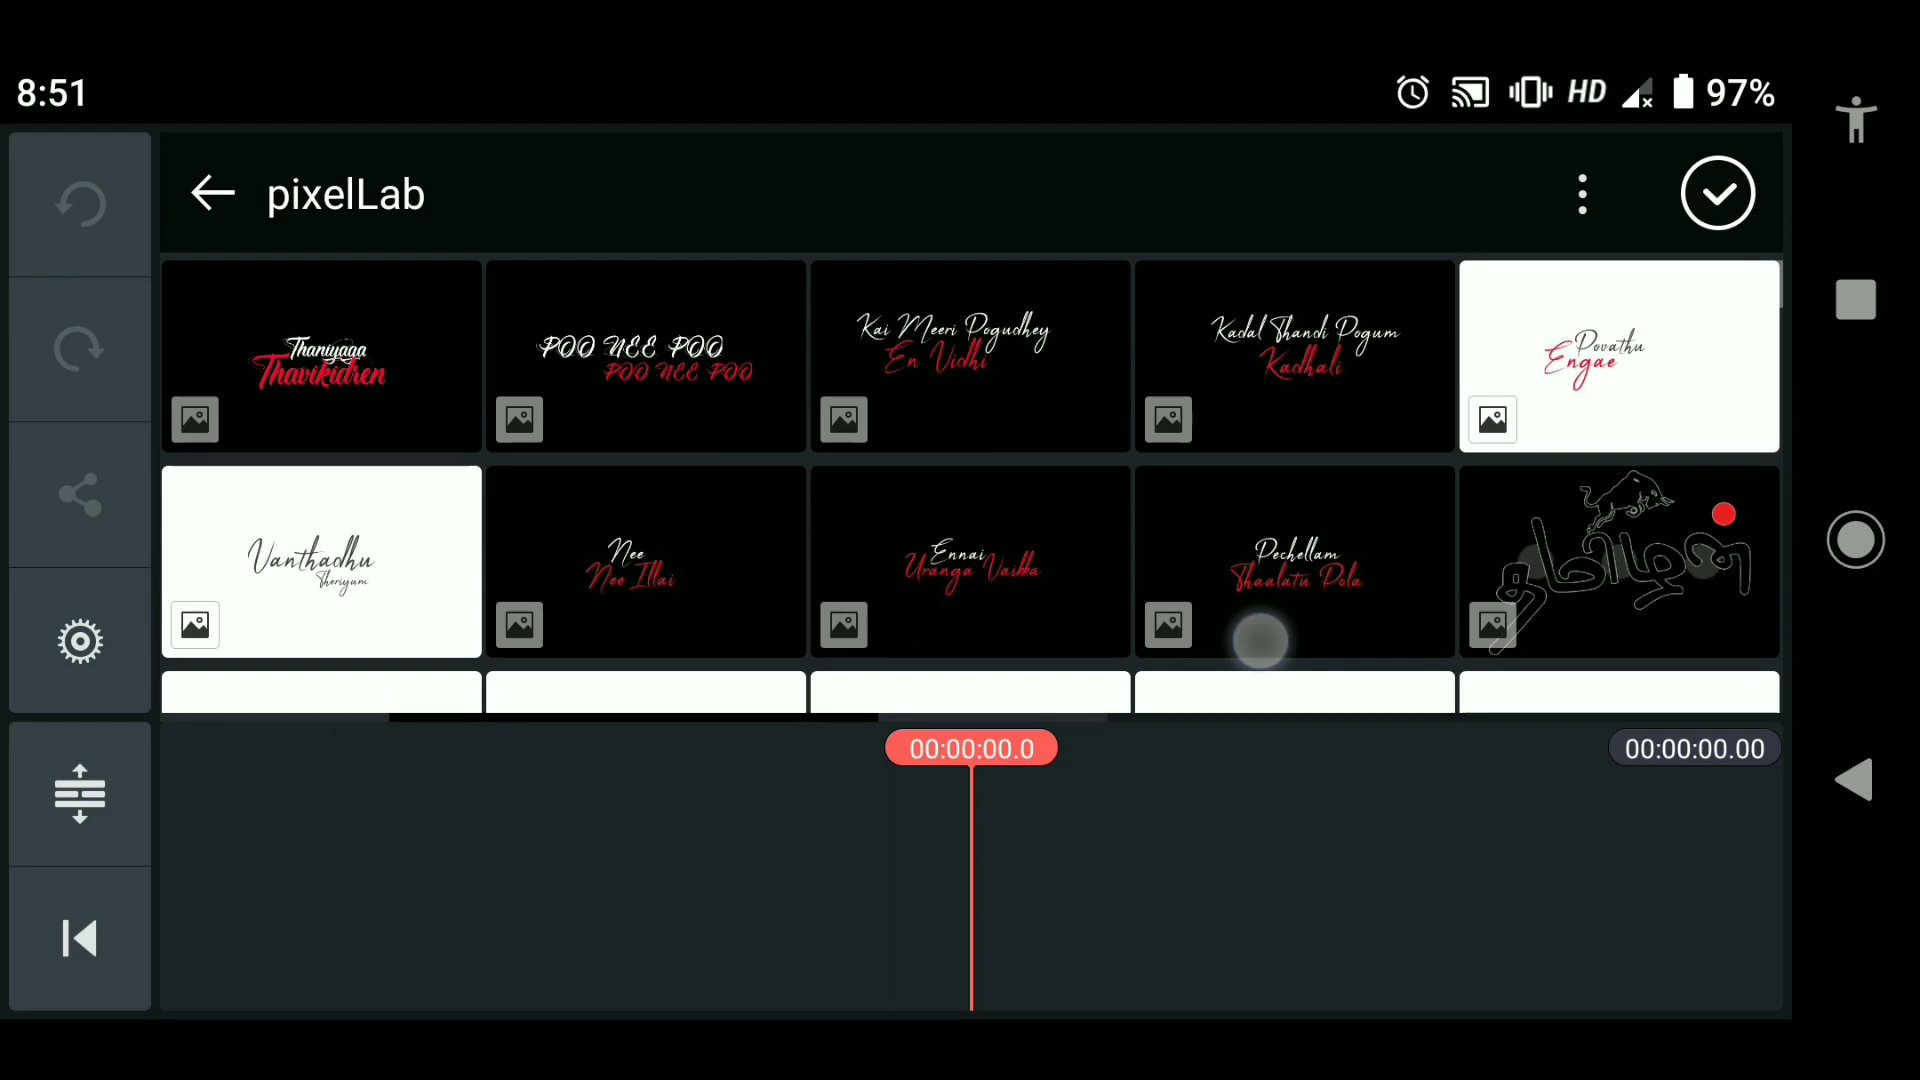 8:51
HD
97%
pixelLab
Thaniyaga
Thavikidren
POO NEE POO
POO NEE POO
Kai Meeri Pogudhey
En Vidhi
Kadal Thandi Pogum
Kadhali
Povathu
Engae
Vanthadhu
Theriyum
Nee
Nee Illai
Ennai
Uranga Vaikka
Pechellam
Thaalatu Pola
தமிழன்
00:00:00.0
00:00:00.00